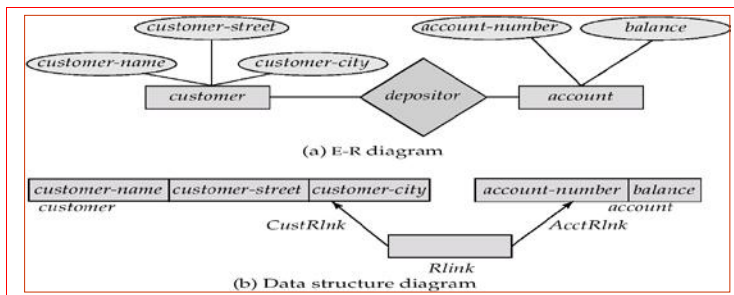 customer-street
account-number
balance
customer-name
customer-city
customer
depositor
account
(a) E-R diagram
customer-name customer-street customer-city
customer
account-number balance
account
CustRlnk
AcctRlnk
Rlink
(b) Data structure diagram